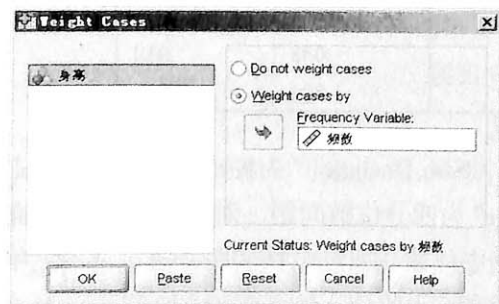 Weight Cases
身高
Do not weight cases
Weight cases by
Frequency Variable:
频数
Current Status: Weight cases by 频数
OK
Paste
Reset
Cancel
Help